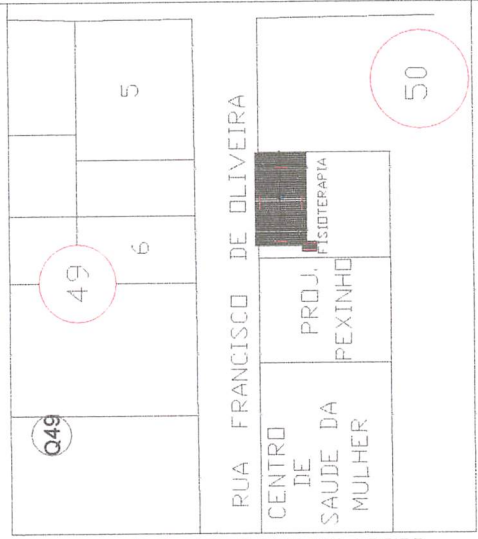 5
6
49
Q49
RUA FRANCISCO DE OLIVEIRA
50
FISIOTERAPIA
PROJ.
PEXINHO
CENTRO
DE
SAUDE DA
MULHER